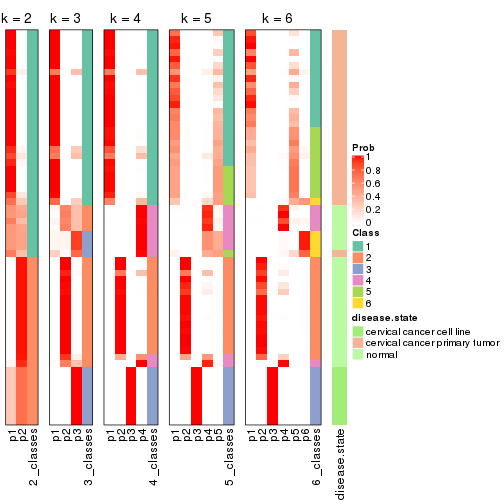 k = 2 k = 3 k = 4 k = 5 k = 6
p1 p2 2_classes p1 p2 p3 3_classes p1 p2 p3 p4 4_classes p1 p2 p3 p4 p5 5_classes p1 p2 p3 p4 p5 p6 6_classes disease.state
Prob
1
0.8
0.6
0.4
0.2
0
Class
1
2
3
4
5
6
disease.state
cervical cancer cell line
cervical cancer primary tumor
normal